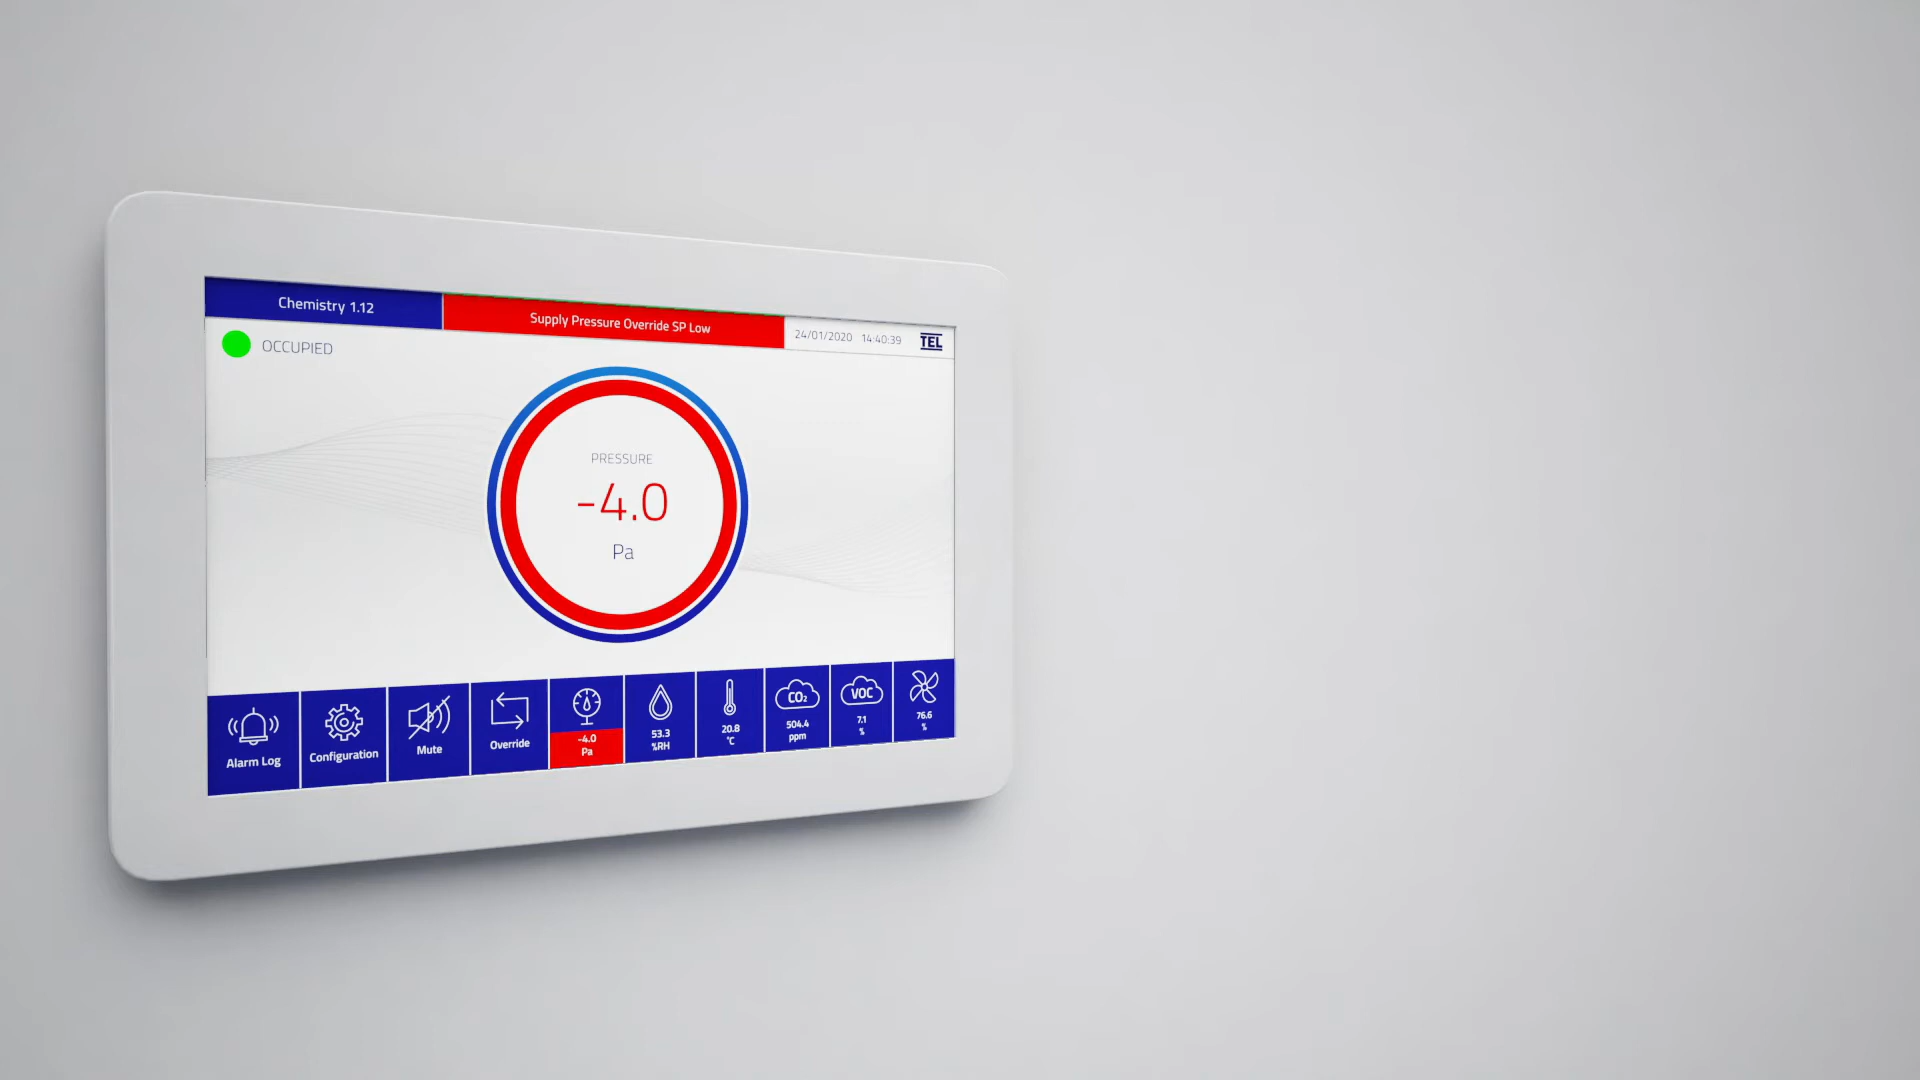 Chemistry 1.12
Supply Pressure Override SP Low
24/01/2020 14:40:39
TEL
OCCUPIED
PRESSURE
-4.0
Pa
Alarm Log
Configuration
Mute
Override
-4.0
Pa
53.3
%RH
20.8
°C
CO₂
504.4
ppm
VOC
7.1
%
76.6
%